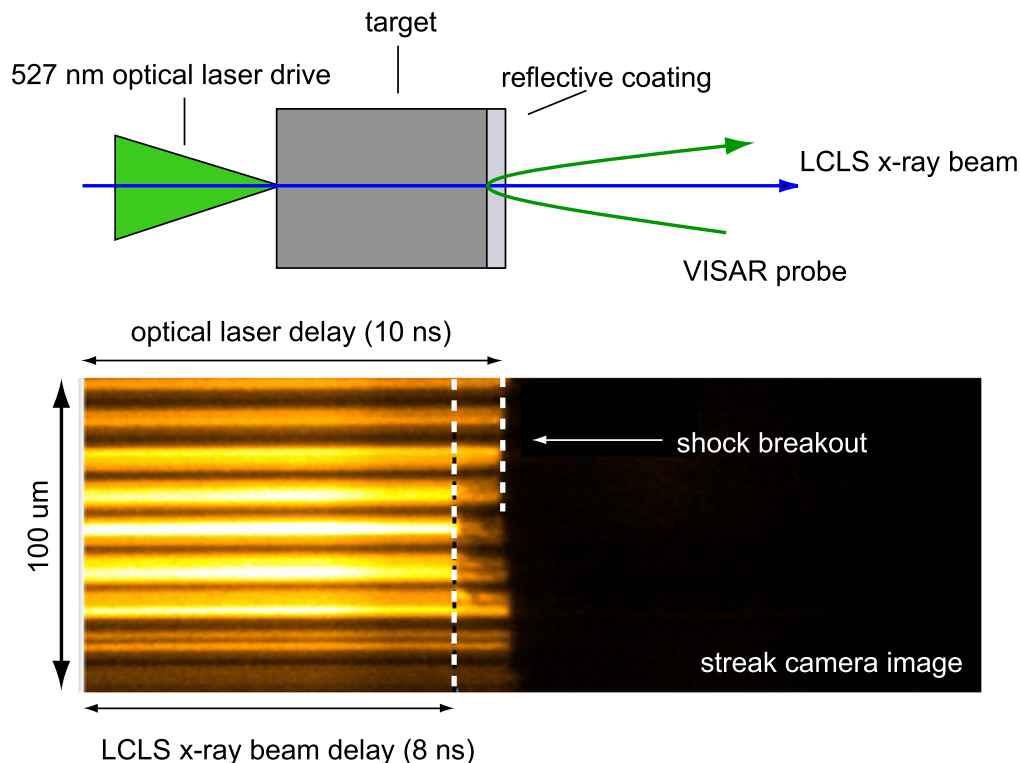 target
527 nm optical laser drive
reflective coating
LCLS x-ray beam
VISAR probe
optical laser delay (10 ns)
shock breakout
100 um
streak camera image
LCLS x-ray beam delay (8 ns)